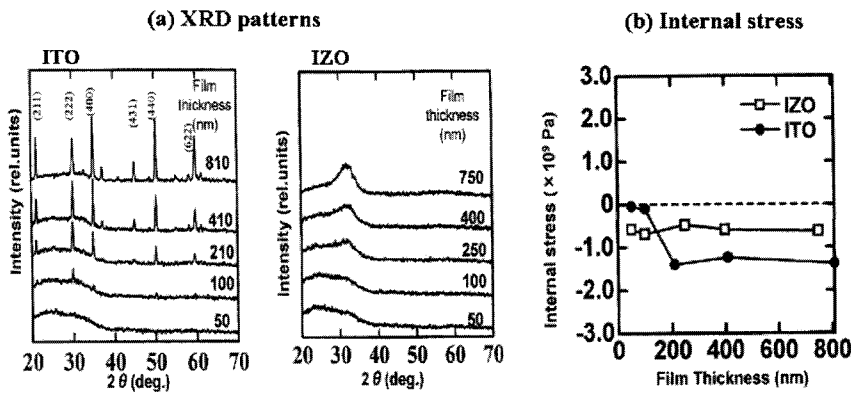 (a) XRD patterns
(b) Internal stress
ITO
IZO
Intensity (rel.units)
(211)
(222)
(400)
(431)
(440)
(622)
Film
thickness
(nm)
810
410
210
100
50
20 30 40 50 60 70
2 θ (deg.)
Intensity (rel.units)
Film
thickness
(nm)
750
400
250
100
50
20 30 40 50 60 70
2 θ (deg.)
Internal stress ( × 10⁹ Pa)
3.0
2.0
1.0
0
-1.0
-2.0
-3.0
IZO
ITO
0 200 400 600 800
Film Thickness (nm)